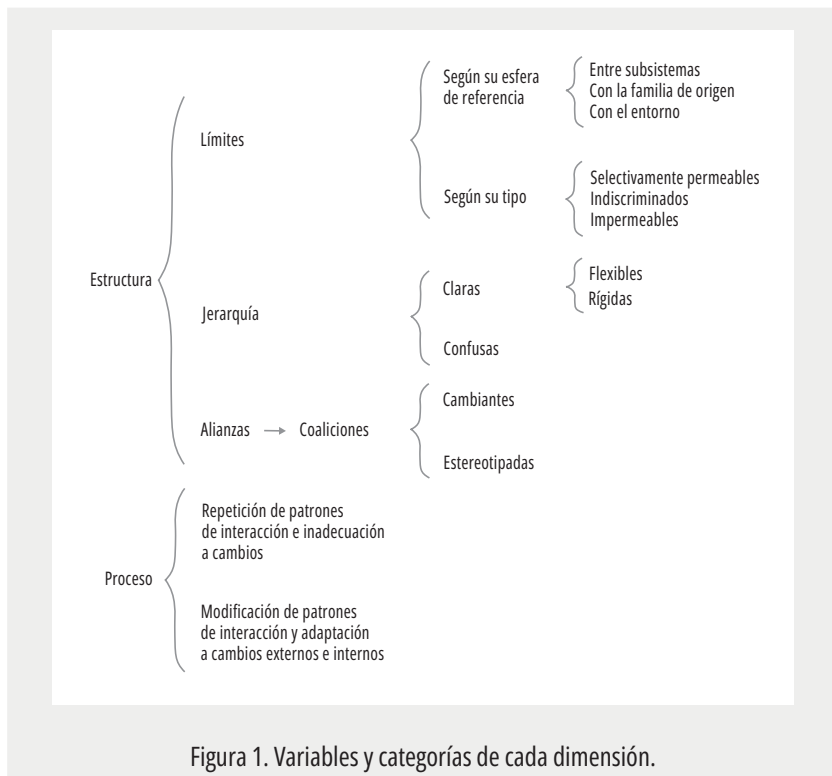 Estructura
Límites
Según su esfera
de referencia
Entre subsistemas
Con la familia de origen
Con el entorno
Según su tipo
Selectivamente permeables
Indiscriminados
Impermeables
Jerarquía
Claras
Flexibles
Rígidas
Confusas
Alianzas → Coaliciones
Cambiantes
Estereotipadas
Proceso
Repetición de patrones
de interacción e inadecuación
a cambios
Modificación de patrones
de interacción y adaptación
a cambios externos e internos
Figura 1. Variables y categorías de cada dimensión.